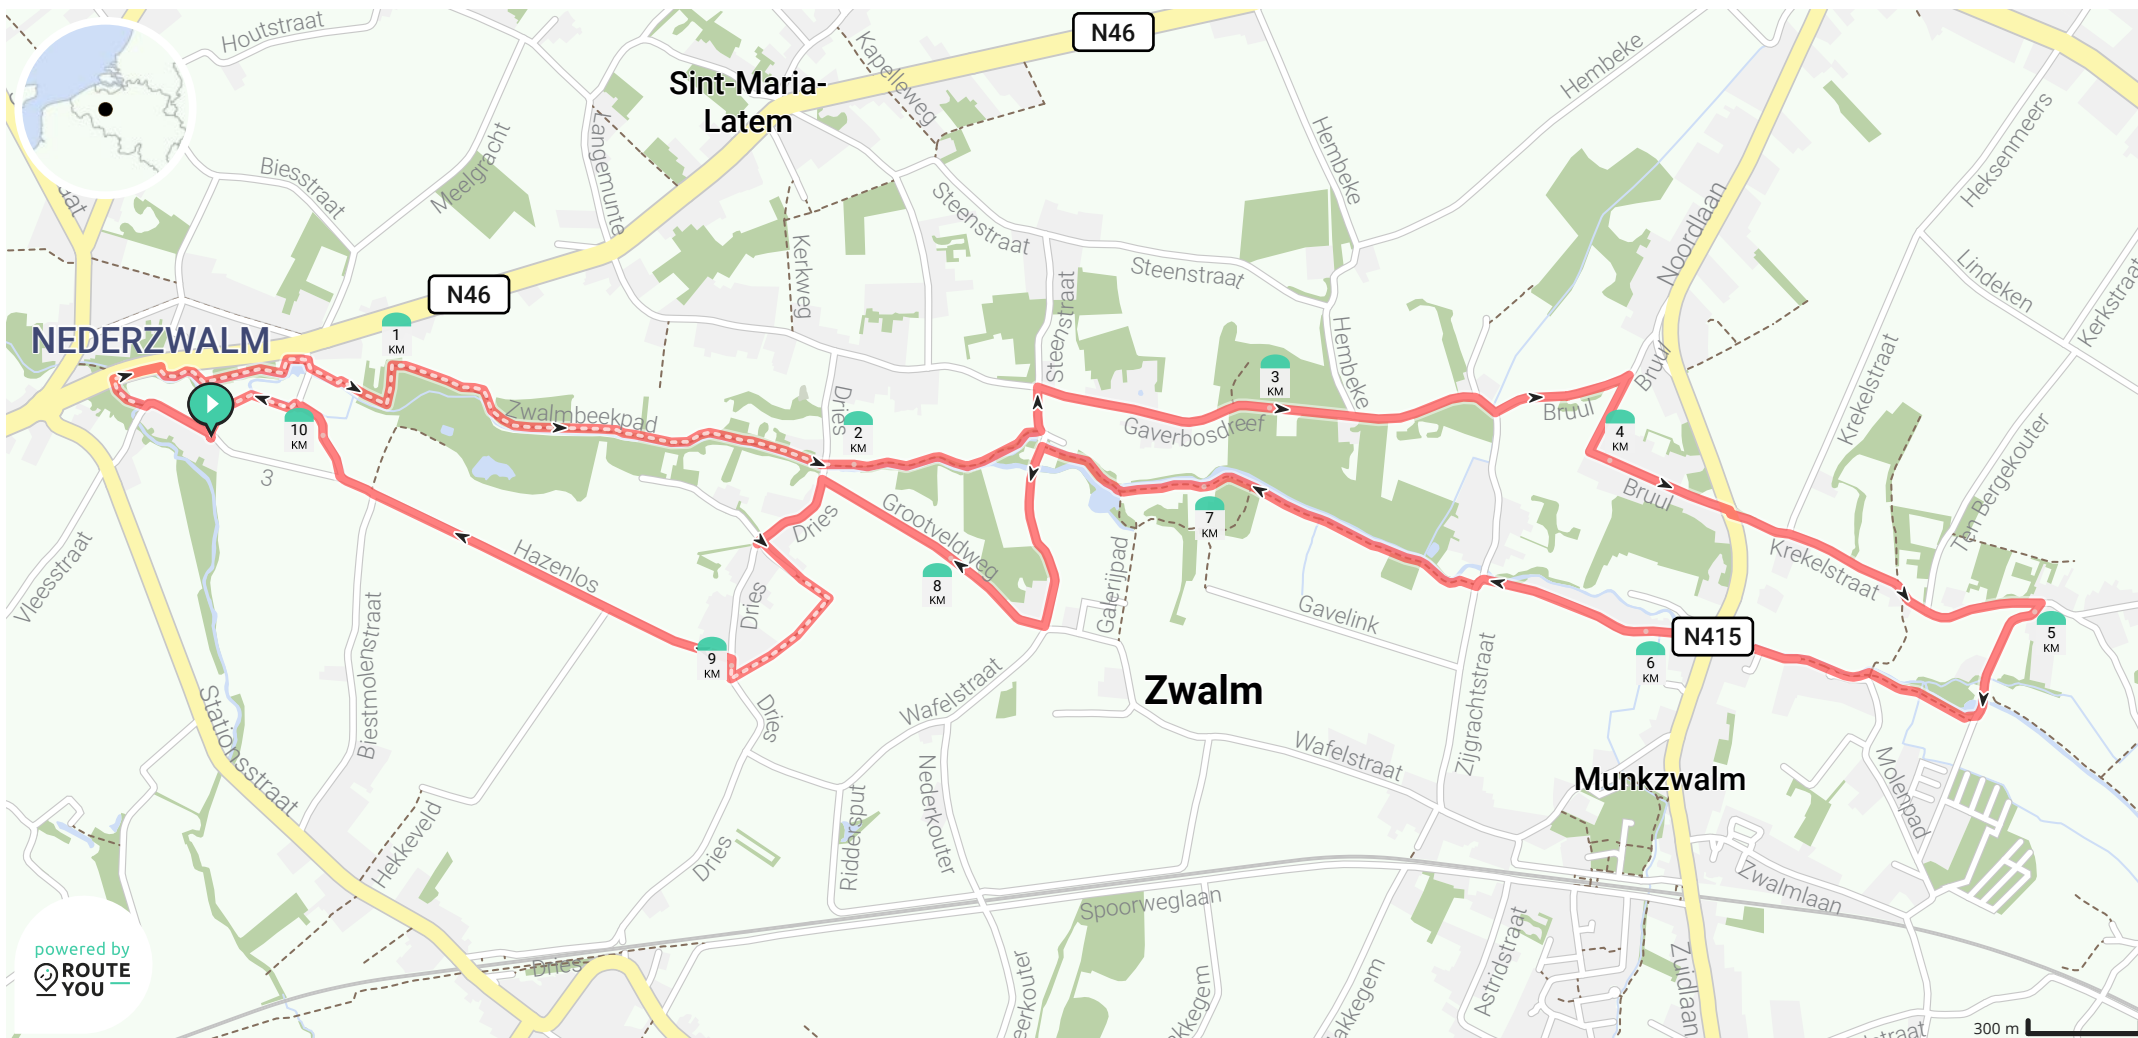 N46
Houtstraat
Kapelleweg
Sint-Maria-
Latem
Hembeke
Langemunte
Meelgracht
Biesstraat
Hembeke
Heksenmeers
Noordlaan
Steenstraat
Kerkweg
Steenstraat
Steenstraat
Lindeken
Kerkstraat
N46
NEDERZWALM
1
KM
Hembeke
Bruul
Krekelstraat
3
KM
Dries
Zwalmbeekpad
2
KM
Gaverbosdreef
Bruul
4
KM
10
KM
3
Bruul
Ten Bergekouter
Grootveldweg
7
KM
Dries
Hazenlos
Vleesstraat
Krekelstraat
8
KM
Galerijpad
Gavelink
Dries
Biestmolenstraat
N415
5
KM
9
KM
6
KM
Zwalm
Zijgrachtstraat
Wafelstraat
Dries
Stationsstraat
Wafelstraat
Munkzwalm
Molenpad
Nederkouter
Riddersput
Hekkeveld
Dries
Zwalmlaan
Spoorweglaan
Astridstraat
Zuidlaan
Dries
eerkouter
akkegem
akkegem
straat
powered by
ROUTE
YOU
300 m